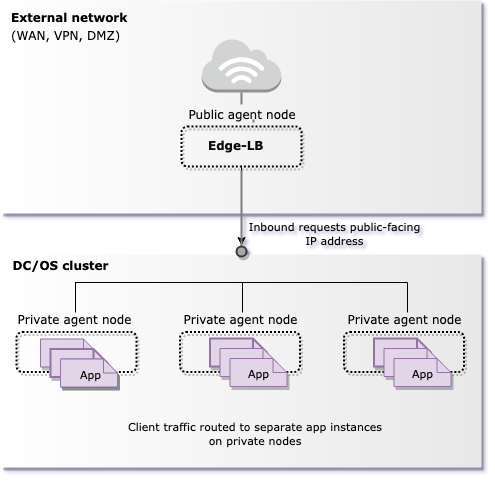 External network
(WAN, VPN, DMZ)
Public agent node
Edge-LB
Inbound requests public-facing
IP address
DC/OS cluster
Private agent node
Private agent node
Private agent node
App
App
App
Client traffic routed to separate app instances
on private nodes